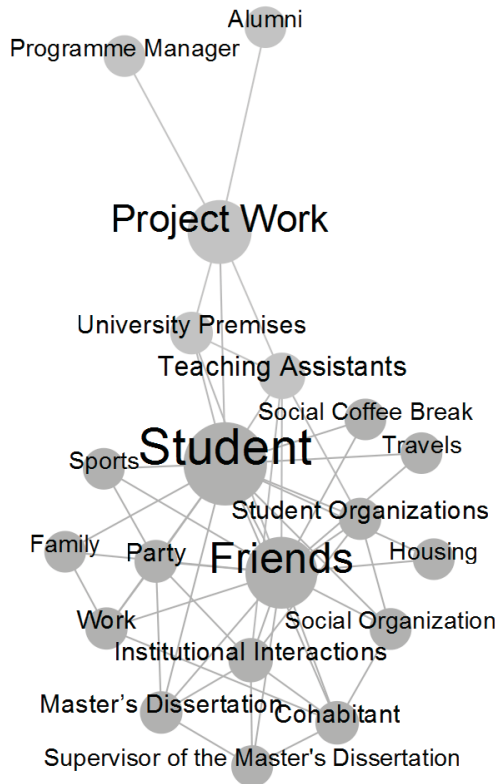 Alumni
Programme Manager
Project Work
University Premises
Teaching Assistants
Social Coffee Break
Student
Travels
Sports
Student Organizations
Family
Party
Friends
Housing
Work
Social Organization
Institutional Interactions
Master’s Dissertation
Cohabitant
Supervisor of the Master's Dissertation